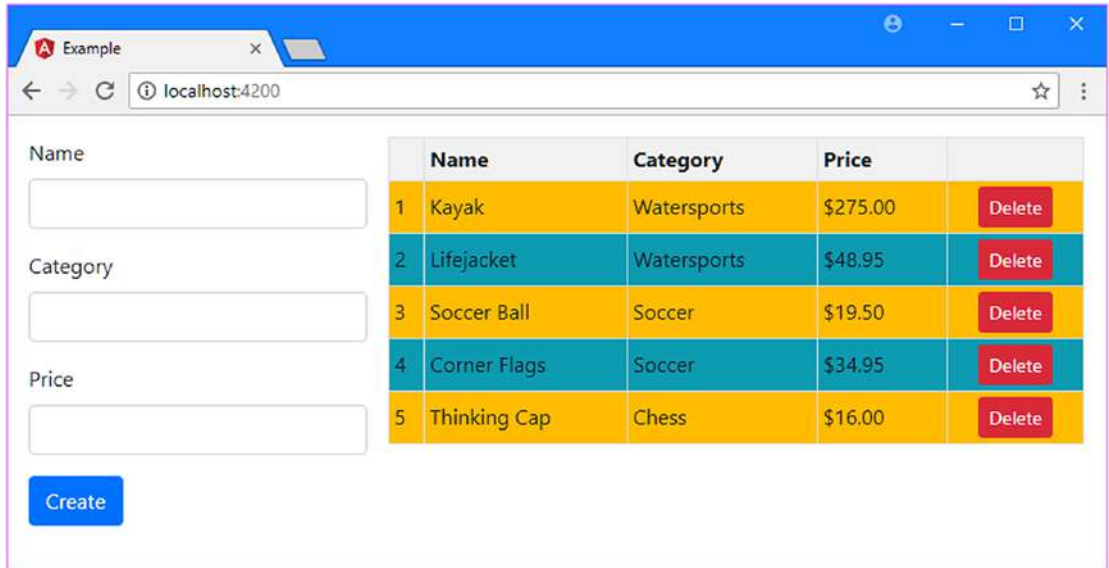 Example
localhost:4200
Name
Category
Price
Create
Name Category Price
1 Kayak Watersports $275.00 Delete
2 Lifejacket Watersports $48.95 Delete
3 Soccer Ball Soccer $19.50 Delete
4 Corner Flags Soccer $34.95 Delete
5 Thinking Cap Chess $16.00 Delete